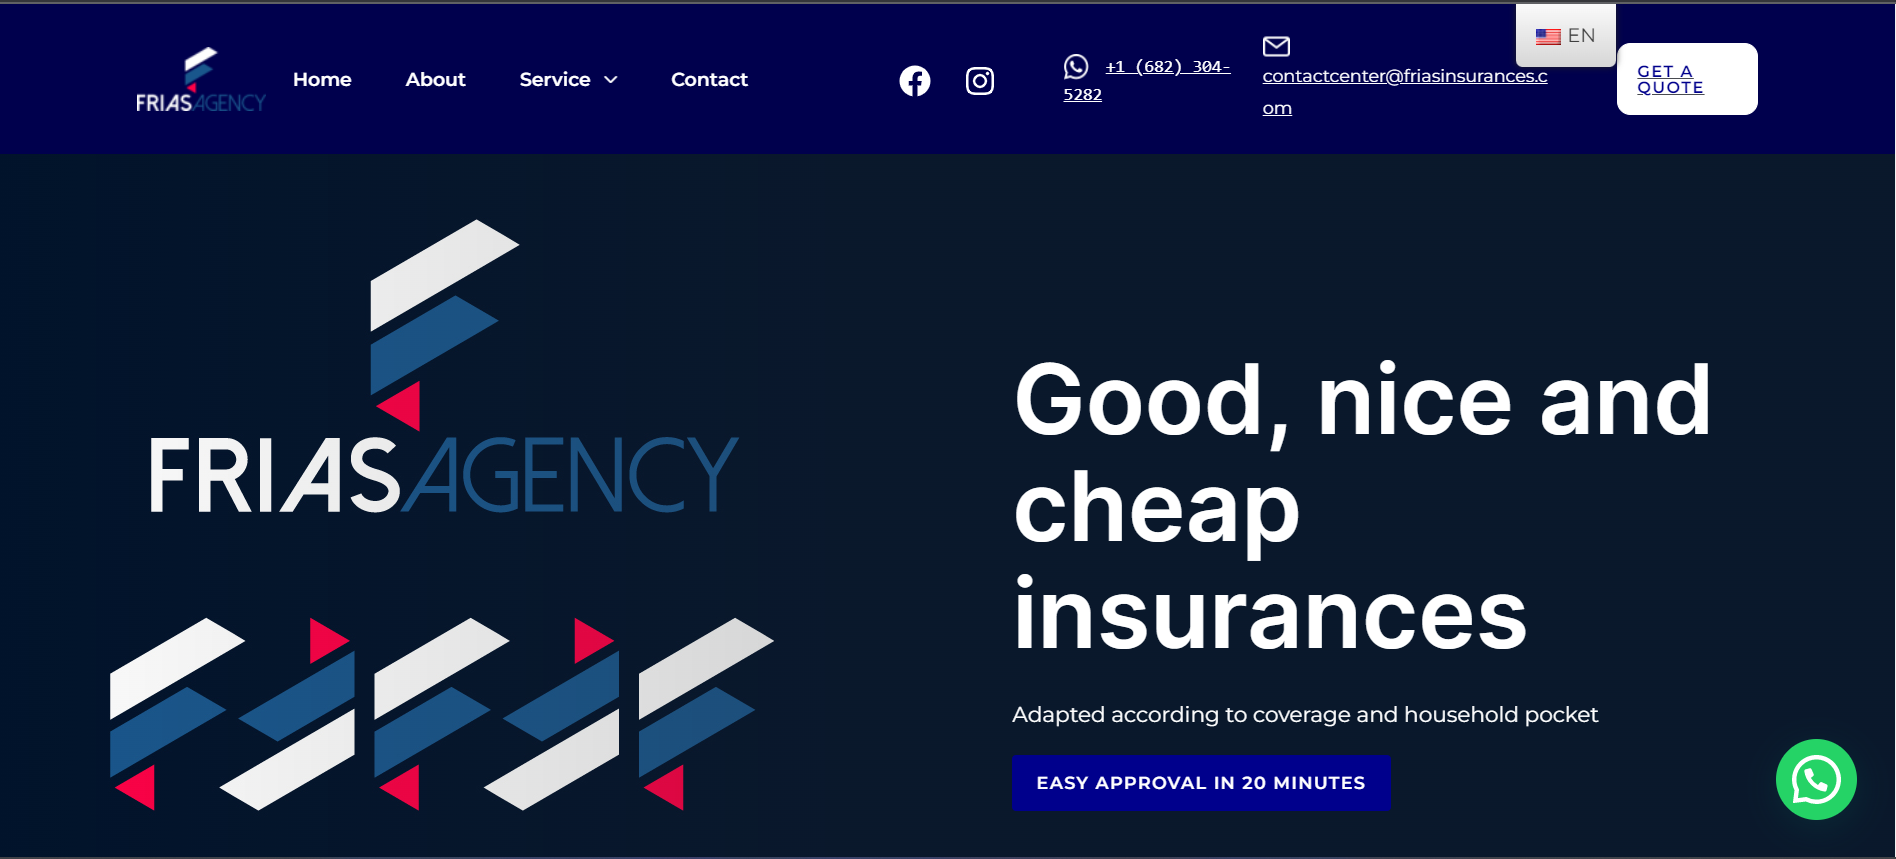 FRIASAGENCY
Home
About
Service
Contact
+1 (682) 304-
5282
contactcenter@friasinsurances.c
om
EN
GET A
QUOTE
FRIASAGENCY
Good, nice and
cheap
insurances
Adapted according to coverage and household pocket
EASY APPROVAL IN 20 MINUTES